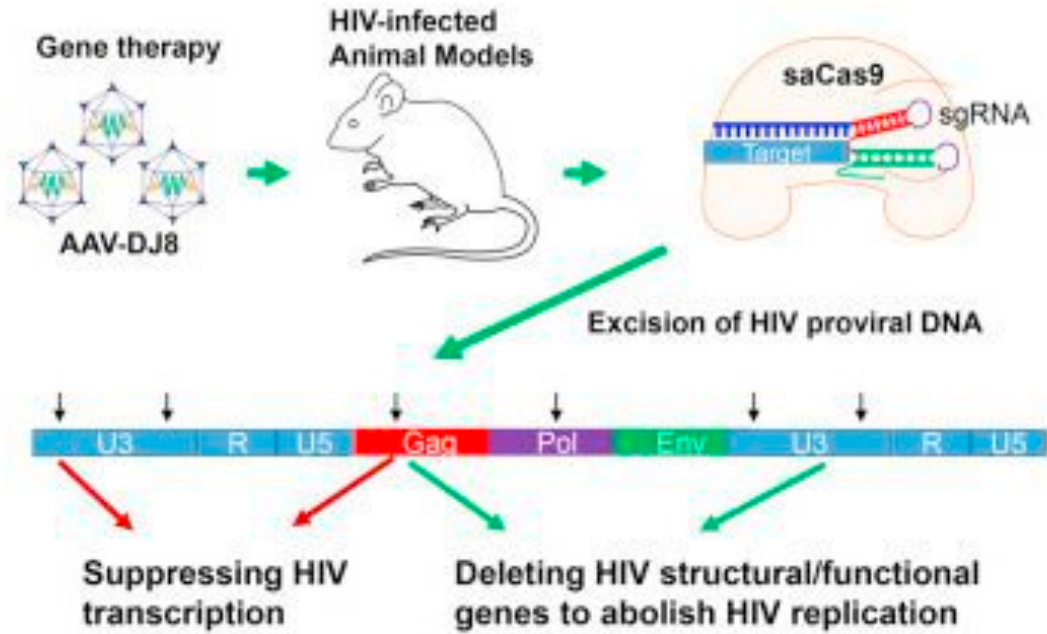 Gene therapy
AAV-DJ8
HIV-infected
Animal Models
saCas9
sgRNA
Target
Excision of HIV proviral DNA
U3 R U5 Gag Pol Env U3 R U5
Suppressing HIV
transcription
Deleting HIV structural/functional
genes to abolish HIV replication